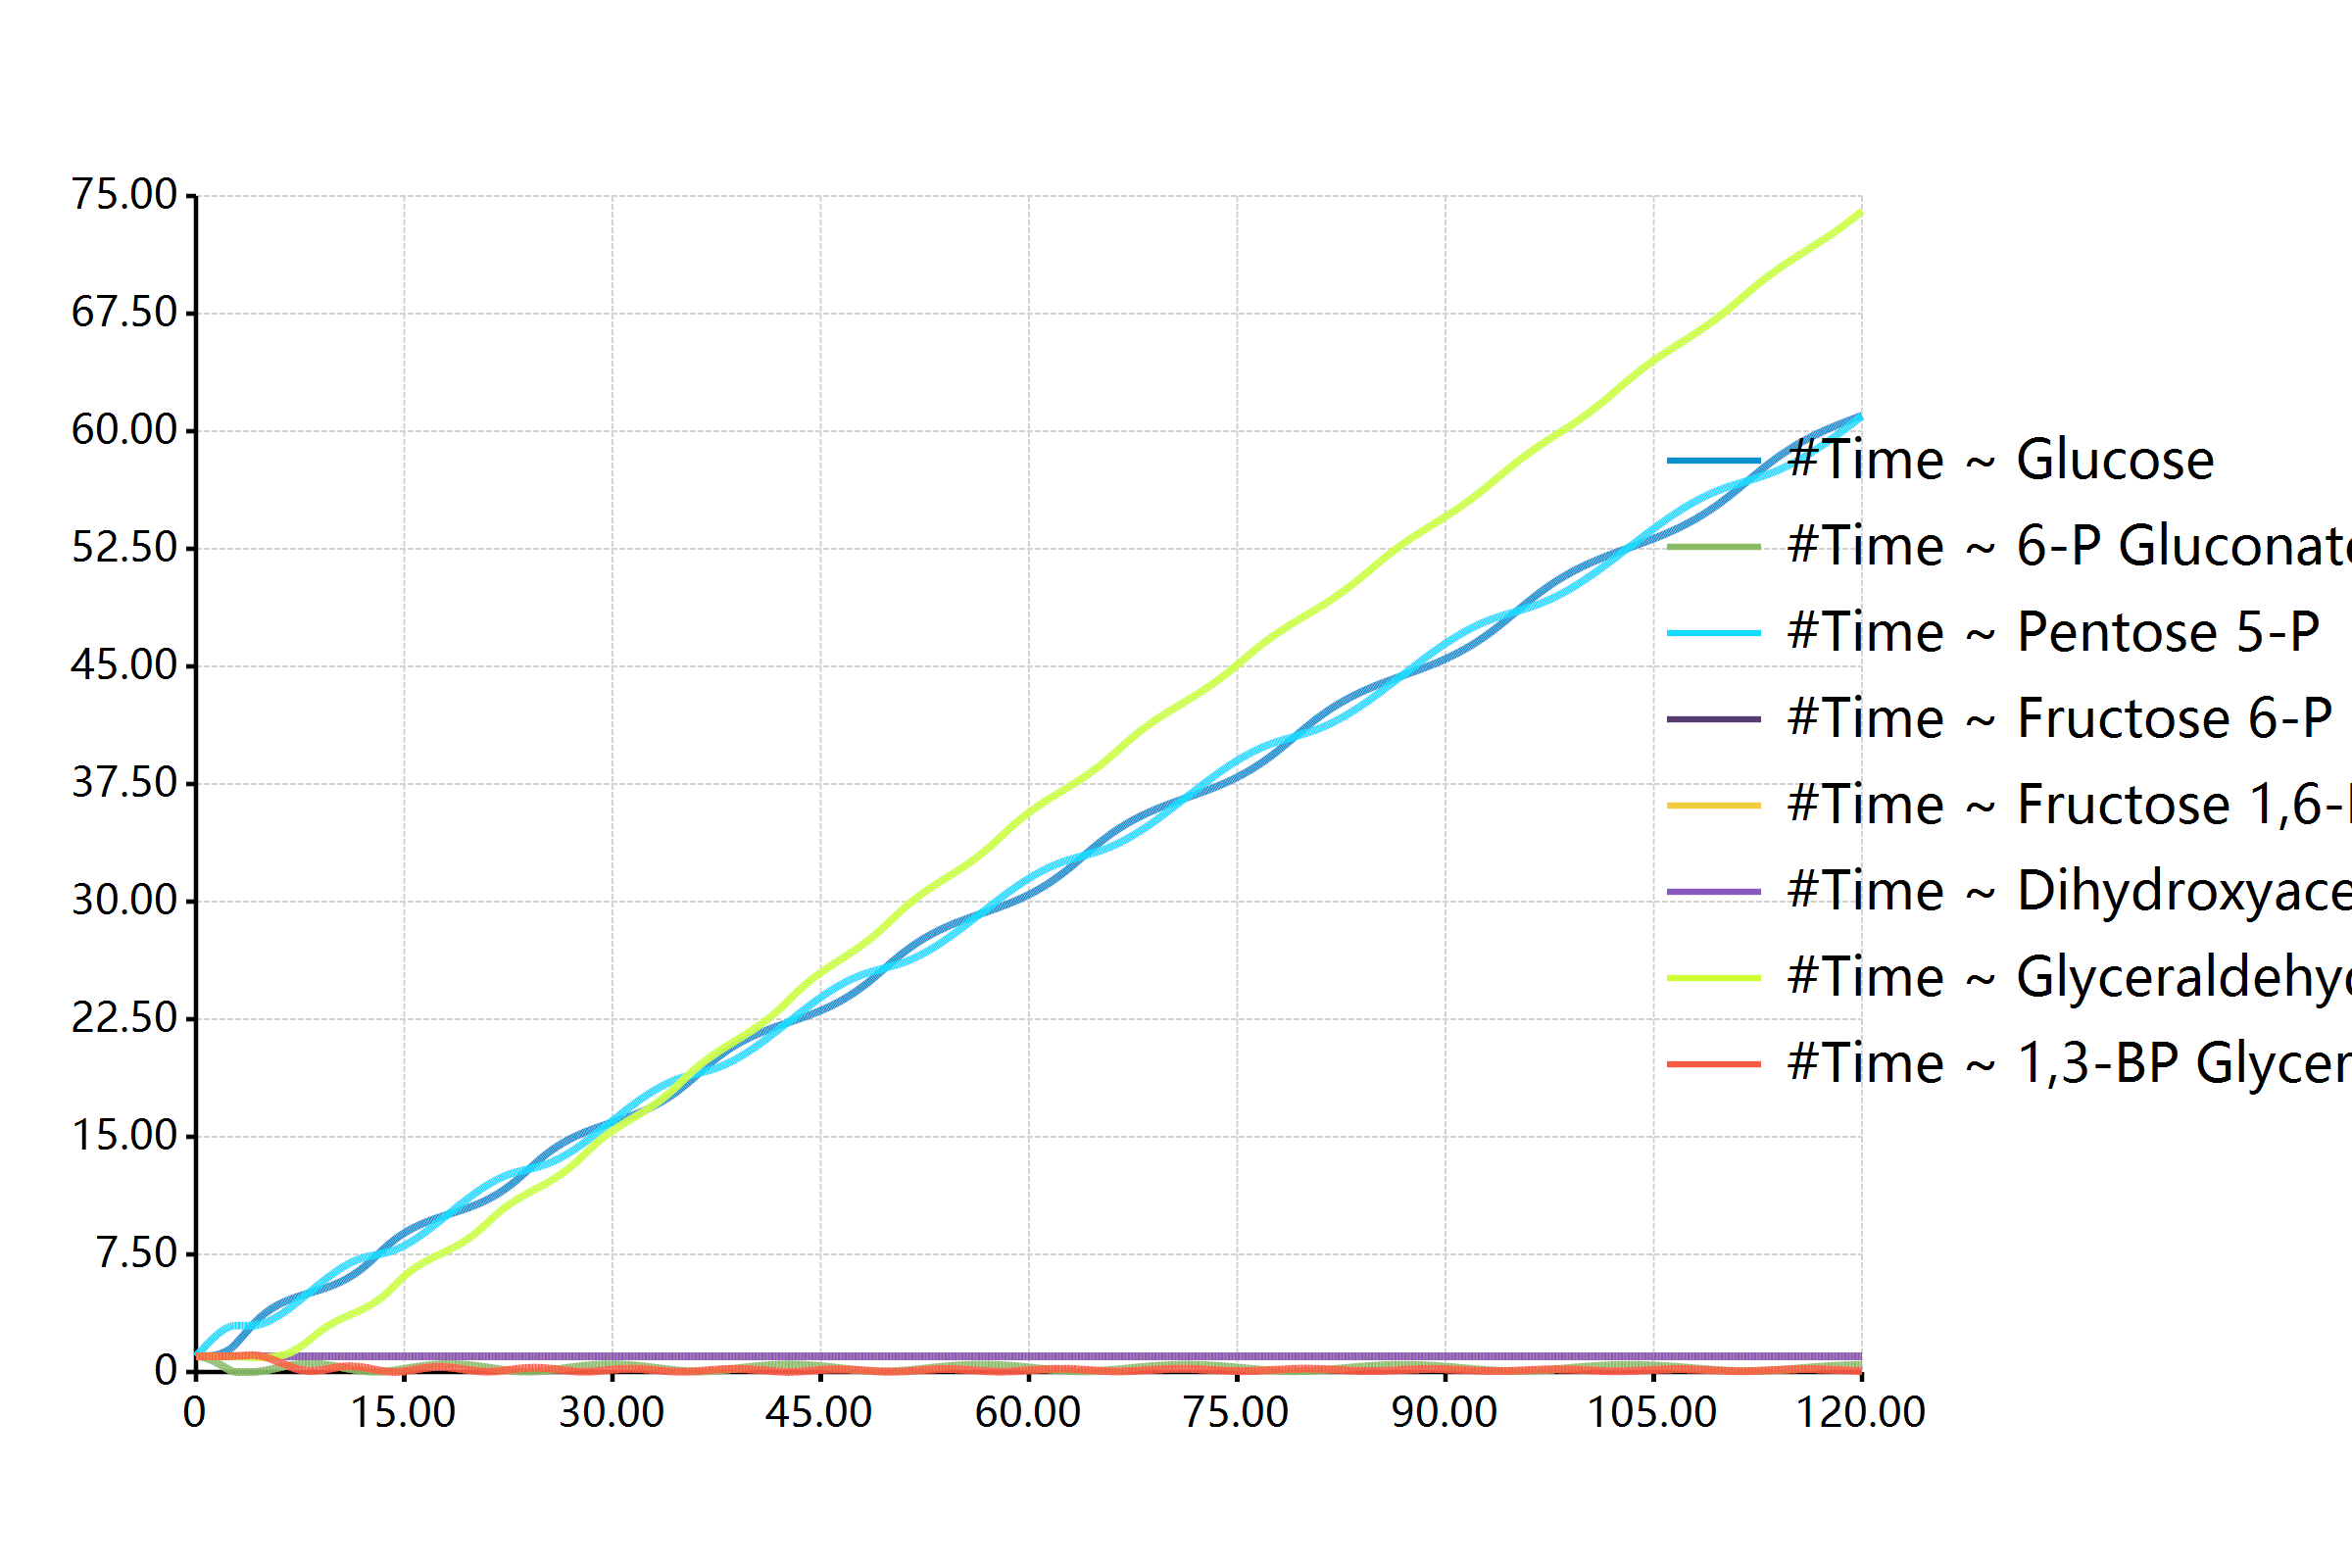 75.00
67.50
60.00
52.50
45.00
37.50
30.00
22.50
15.00
7.50
0
0 15.00 30.00 45.00 60.00 75.00 90.00 105.00 120.00
#Time ~ Glucose
#Time ~ 6-P Gluconat
#Time ~ Pentose 5-P
#Time ~ Fructose 6-P
#Time ~ Fructose 1,6-
#Time ~ Dihydroxyace
#Time ~ Glyceraldehy
#Time ~ 1,3-BP Glycer